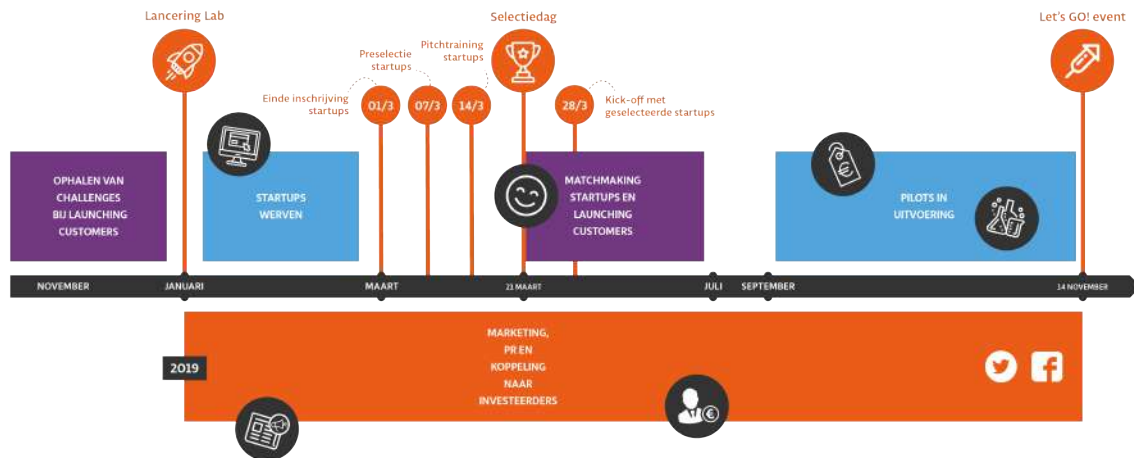 Lancering Lab
Selectiedag
Let's GO! event
Pitchtraining
startups
Preselectie
startups
Einde inschrijving
startups
01/3
07/3
14/3
28/3
Kick-off met
geselecteerde startups
OPHALEN VAN
CHALLENGES
BIJ LAUNCHING
CUSTOMERS
STARTUPS
WERVEN
MATCHMAKING
STARTUPS EN
LAUNCHING
CUSTOMERS
€
PILOTS IN
UITVOERING
NOVEMBER
JANUARI
MAART
21 MAART
JULI
SEPTEMBER
14 NOVEMBER
2019
MARKETING,
PR EN
KOPPELING
NAAR
INVESTEERDERS
€